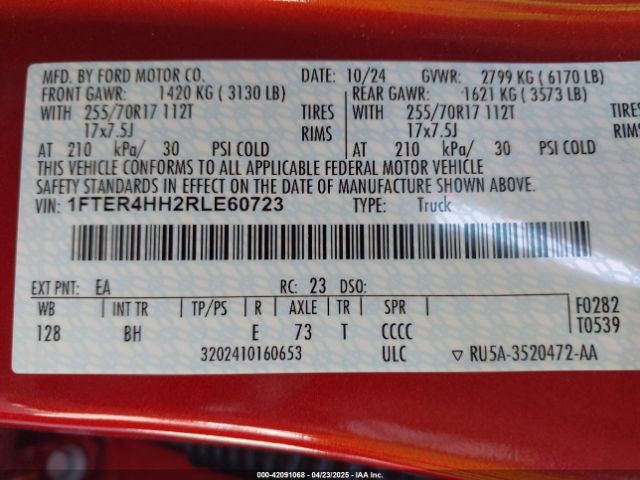 MFD. BY FORD MOTOR CO. DATE: 10/24 GVWR: 2799 KG ( 6170 LB)
FRONT GAWR: 1420 KG ( 3130 LB) REAR GAWR: 1621 KG ( 3573 LB)
WITH 255/70R17 112T TIRES WITH 255/70R17 112T TIRES
17x7.5J RIMS 17x7.5J RIMS
AT 210 kPa/ 30 PSI COLD AT 210 kPa/ 30 PSI COLD
THIS VEHICLE CONFORMS TO ALL APPLICABLE FEDERAL MOTOR VEHICLE
SAFETY STANDARDS IN EFFECT ON THE DATE OF MANUFACTURE SHOWN ABOVE.
VIN: 1FTER4HH2RLE60723 TYPE: Truck
EXT PNT: EA RC: 23 DSO:
WB INT TR TP/PS R AXLE TR SPR F0282
128 BH E 73 T CCCC T0539
3202410160653 ULC ▽ RU5A-3520472-AA
000-42091068 - 04/23/2025 - IAA Inc.